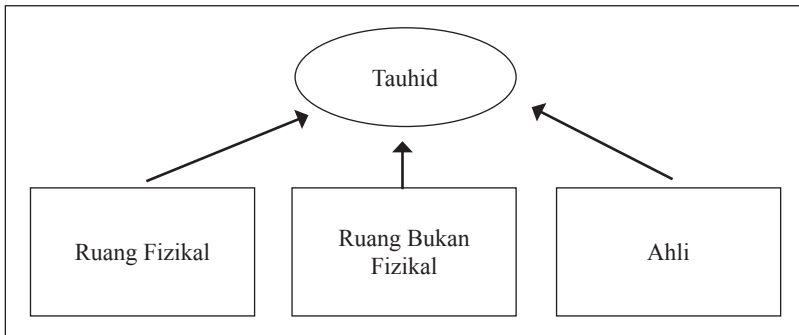 Tauhid
Ruang Fizikal
Ruang Bukan
Fizikal
Ahli